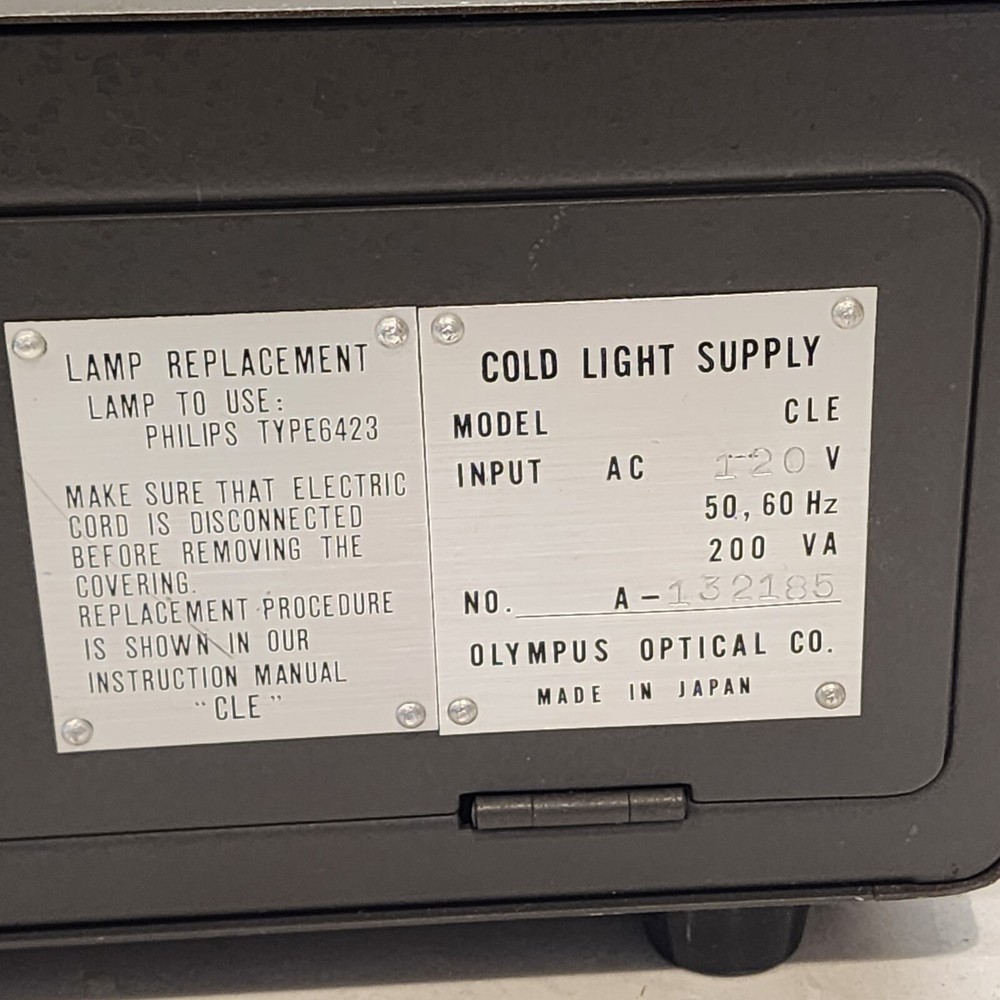 LAMP REPLACEMENT
LAMP TO USE:
PHILIPS TYPE6423
MAKE SURE THAT ELECTRIC
CORD IS DISCONNECTED
BEFORE REMOVING THE
COVERING.
REPLACEMENT PROCEDURE
IS SHOWN IN OUR
INSTRUCTION MANUAL
"CLE"
COLD LIGHT SUPPLY
MODEL CLE
INPUT AC 120 V
50, 60 Hz
200 VA
NO. A-132185
OLYMPUS OPTICAL CO.
MADE IN JAPAN